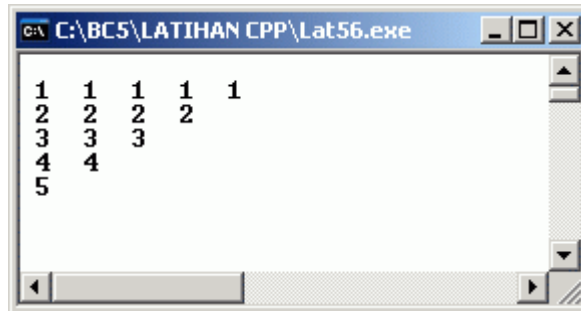 C:\BC5\LATIHAN CPP\Lat56.exe
1 1 1 1 1
2 2 2 2
3 3 3
4 4
5